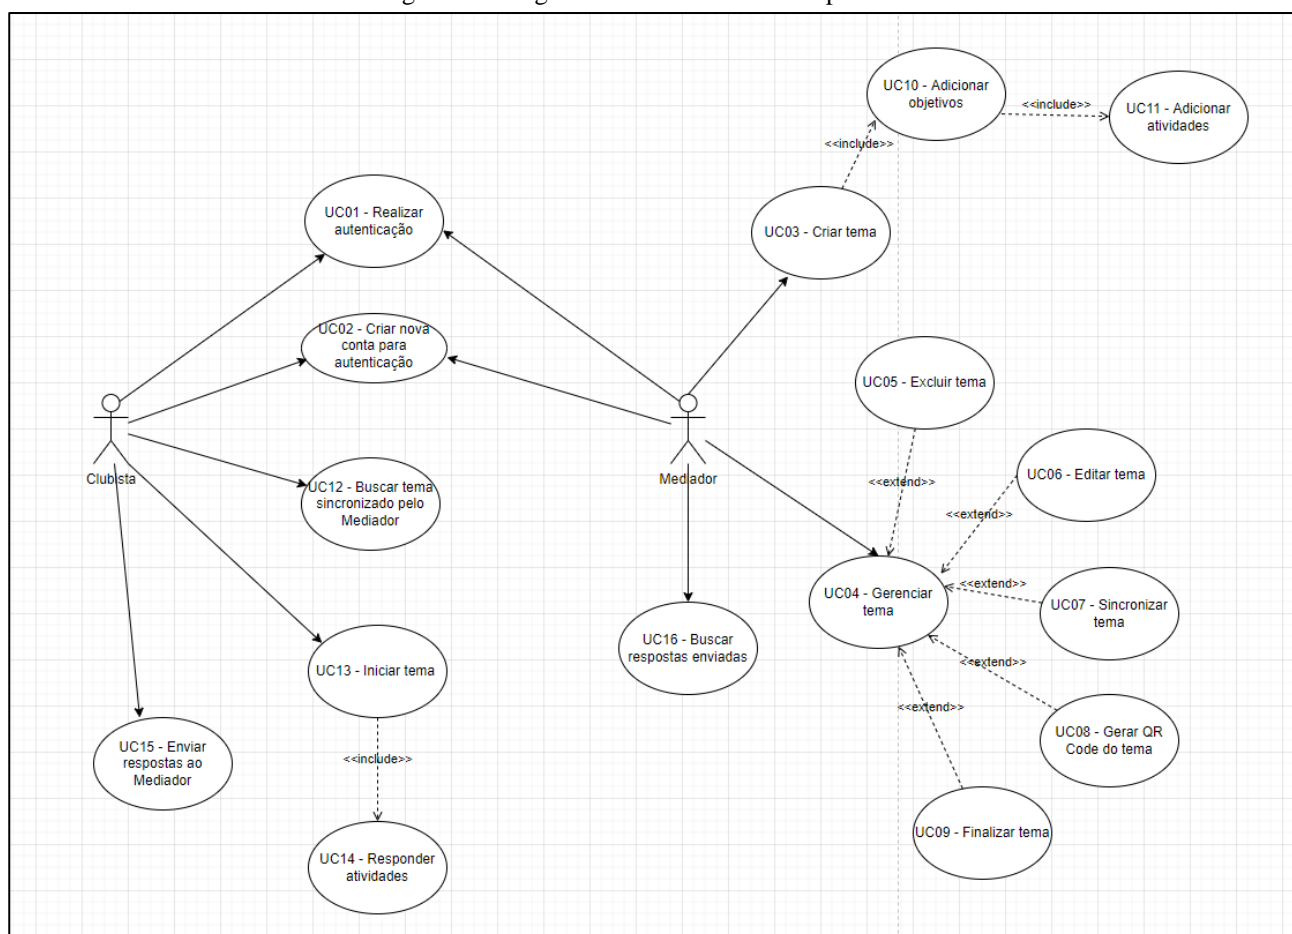 UC10 - Adicionar
objetivos
<<include>>
UC11 - Adicionar
atividades
<<include>>
UC01 - Realizar
autenticação
UC03 - Criar tema
UC02 - Criar nova
conta para
autenticação
UC05 - Excluir tema
Clubista
Mediador
UC06 - Editar tema
<<extend>>
UC12 - Buscar tema
sincronizado pelo
Mediador
<<extend>>
UC04 - Gerenciar
tema
<<extend>>
UC07 - Sincronizar
tema
UC16 - Buscar
respostas enviadas
UC13 - Iniciar tema
<<extend>>
<<extend>>
UC08 - Gerar QR
Code do tema
UC15 - Enviar
respostas ao
Mediador
<<include>>
UC09 - Finalizar tema
UC14 - Responder
atividades